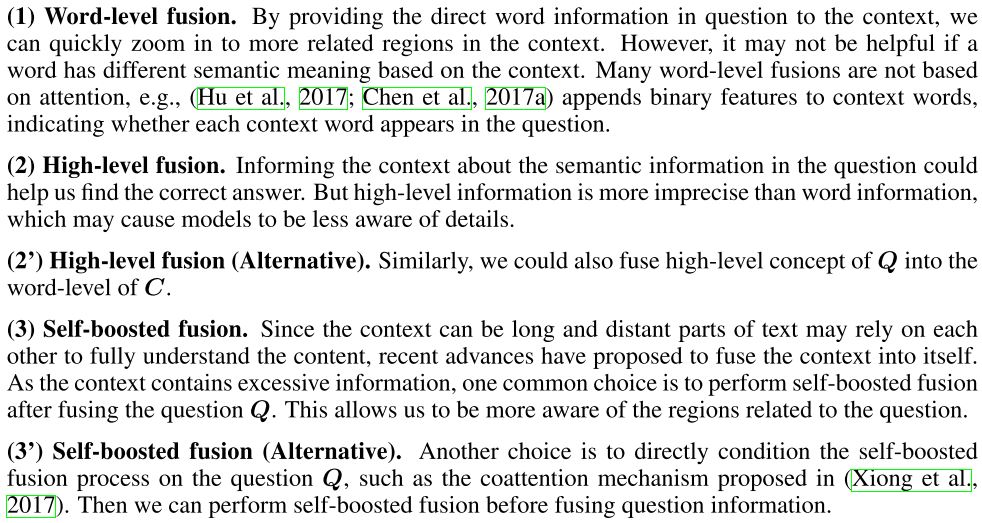 (1) Word-level fusion. By providing the direct word information in question to the context, we
can quickly zoom in to more related regions in the context. However, it may not be helpful if a
word has different semantic meaning based on the context. Many word-level fusions are not based
on attention, e.g., (Hu et al., 2017; Chen et al., 2017a) appends binary features to context words,
indicating whether each context word appears in the question.
(2) High-level fusion. Informing the context about the semantic information in the question could
help us find the correct answer. But high-level information is more imprecise than word information,
which may cause models to be less aware of details.
(2’) High-level fusion (Alternative). Similarly, we could also fuse high-level concept of Q into the
word-level of C.
(3) Self-boosted fusion. Since the context can be long and distant parts of text may rely on each
other to fully understand the content, recent advances have proposed to fuse the context into itself.
As the context contains excessive information, one common choice is to perform self-boosted fusion
after fusing the question Q. This allows us to be more aware of the regions related to the question.
(3’) Self-boosted fusion (Alternative). Another choice is to directly condition the self-boosted
fusion process on the question Q, such as the coattention mechanism proposed in (Xiong et al.,
2017). Then we can perform self-boosted fusion before fusing question information.